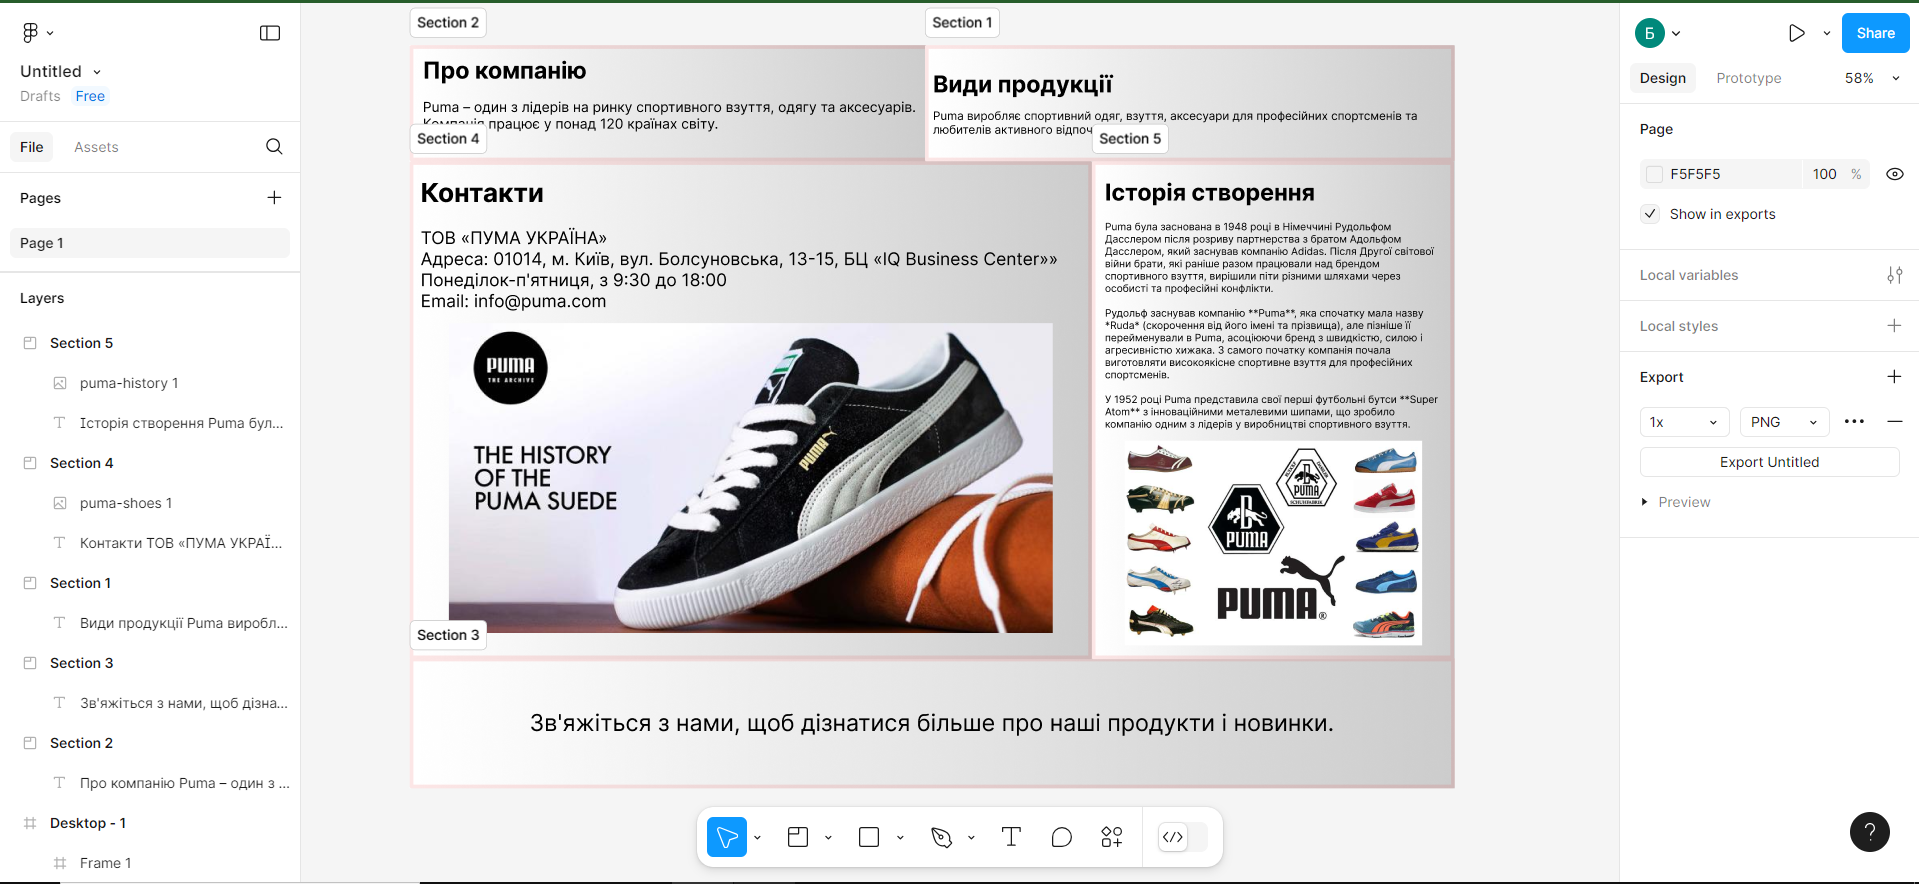 Untitled
Drafts
Free
File
Assets
Pages
Page 1
Layers
Section 5
puma-history 1
Історія створення Puma бул...
Section 4
puma-shoes 1
Контакти ТОВ «ПУМА УКРАЇ...
Section 1
Види продукції Puma виробл...
Section 3
Зв'яжіться з нами, щоб дізна...
Section 2
Про компанію Puma – один з ...
Desktop - 1
Frame 1
Section 2
Про компанію
Puma – один з лідерів на ринку спортивного взуття, одягу та аксесуарів.
Компанія працює у понад 120 країнах світу.
Section 1
Види продукції
Puma виробляє спортивний одяг, взуття, аксесуари для професійних спортсменів та
любителів активного відпоч
Section 4
Контакти
ТОВ «ПУМА УКРАЇНА»
Адреса: 01014, м. Київ, вул. Болсуновська, 13-15, БЦ «IQ Business Center»»
Понеділок-п'ятниця, з 9:30 до 18:00
Email: info@puma.com
PUMA
THE ARCHIVE
THE HISTORY
OF THE
PUMA SUEDE
PUMA
Section 5
Історія створення
Puma була заснована в 1948 році в Німеччині Рудольфом
Дасслером після розриву партнерства з братом Адольфом
Дасслером, який заснував компанію Adidas. Після Другої світової
війни брати, які раніше разом працювали над брендом
спортивного взуття, вирішили піти різними шляхами через
особисті та професійні конфлікти.
Рудольф заснував компанію **Puma**, яка спочатку мала назву
*Ruda* (скорочення від його імені та прізвища), але пізніше її
перейменували в Puma, асоціюючи бренд з швидкістю, силою і
агресивністю хижака. З самого початку компанія почала
виготовляти високоякісне спортивне взуття для професійних
спортсменів.
У 1952 році Puma представила свої перші футбольні бутси **Super
Atom** з інноваційними металевими шипами, що зробило
компанію одним з лідерів у виробництві спортивного взуття.
PUMA
PUMA
PUMA®
Section 3
Зв'яжіться з нами, щоб дізнатися більше про наші продукти і новинки.
Б
Share
Design
Prototype
58%
Page
F5F5F5
100 %
Show in exports
Local variables
Local styles
Export
1x
PNG
Export Untitled
Preview
?